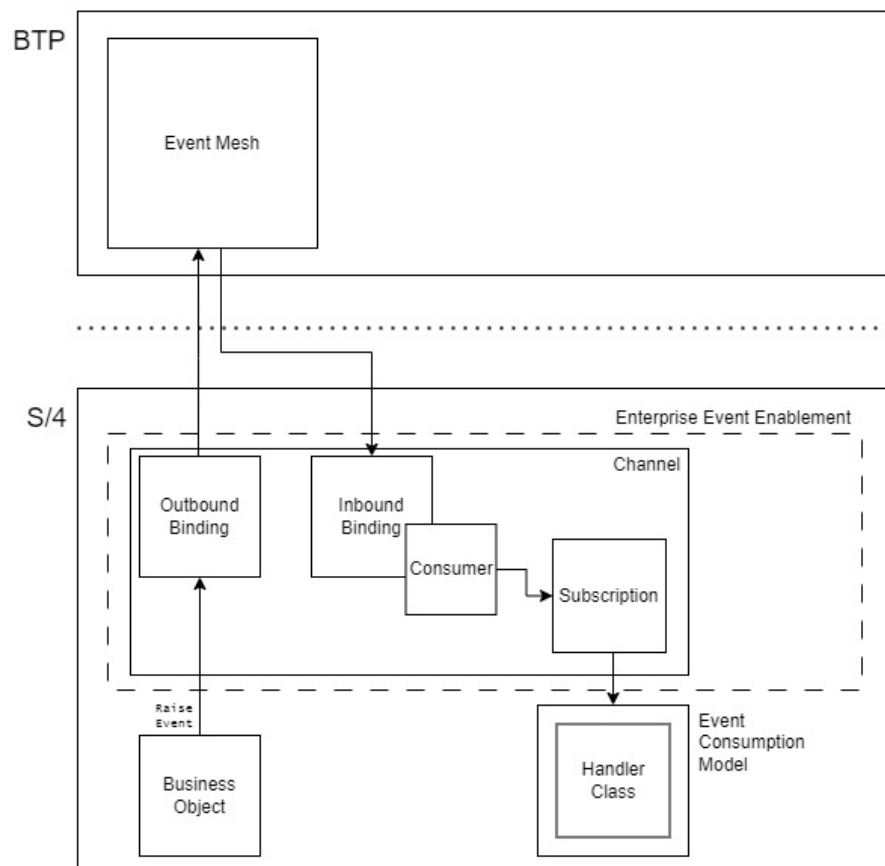 BTP
Event Mesh
S/4
Enterprise Event Enablement
Channel
Outbound
Binding
Inbound
Binding
Consumer
Subscription
Raise
Event
Business
Object
Event
Consumption
Model
Handler
Class